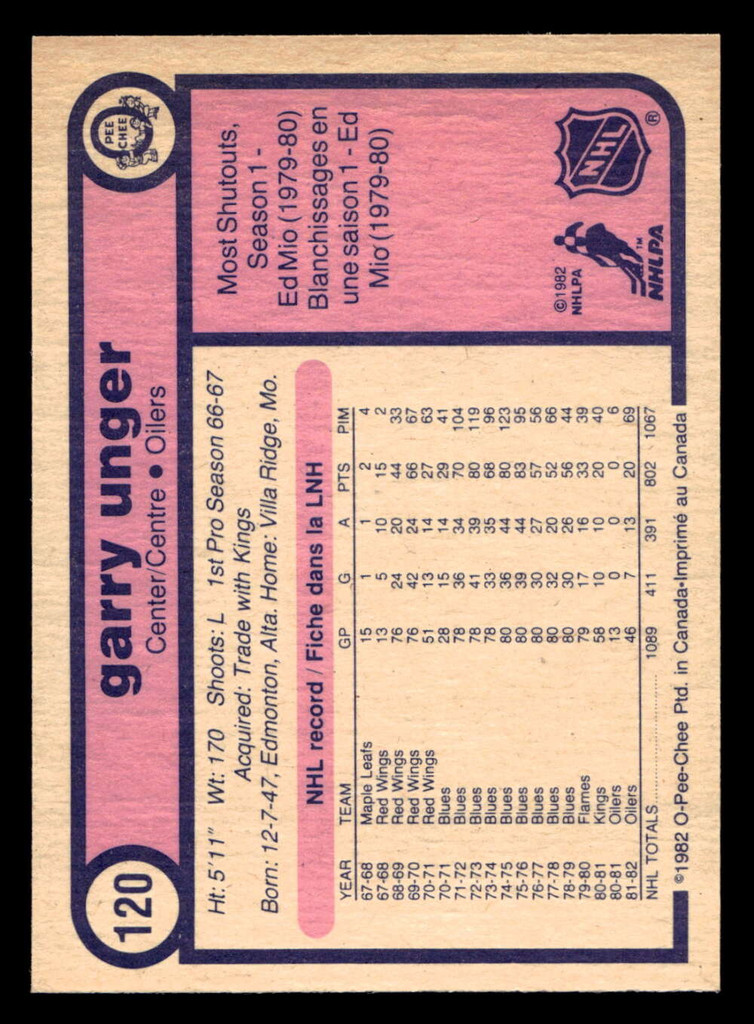 120
garry unger
Center/Centre • Oilers
O
PEE
CHEE
Ht: 5'11" Wt: 170 Shoots: L 1st Pro Season 66-67
Acquired: Trade with Kings
Born: 12-7-47, Edmonton, Alta. Home: Villa Ridge, Mo.
NHL record / Fiche dans la LNH
YEAR TEAM GP G A PTS PIM
67-68 Maple Leafs 15 1 1 2 4
67-68 Red Wings 13 5 10 15 2
68-69 Red Wings 76 24 20 44 33
69-70 Red Wings 76 42 24 66 67
70-71 Red Wings 51 13 14 27 63
70-71 Blues 28 15 14 29 41
71-72 Blues 78 36 34 70 104
72-73 Blues 78 41 39 80 119
73-74 Blues 78 33 35 68 96
74-75 Blues 80 36 44 80 123
75-76 Blues 80 39 44 83 95
76-77 Blues 80 30 27 57 56
77-78 Blues 80 32 20 52 66
78-79 Blues 80 30 26 56 44
79-80 Flames 79 17 16 33 39
80-81 Kings 58 10 10 20 40
80-81 Oilers 13 0 0 0 6
81-82 Oilers 46 7 13 20 69
NHL TOTALS 1089 411 391 802 1067
©1982 O-Pee-Chee Ptd. in Canada•Imprimé au Canada
Most Shutouts,
Season 1 -
Ed Mio (1979-80)
Blanchissages en
une saison 1 - Ed
Mio (1979-80)
©1982
NHLPA
TM
NHLPA
NHL
®